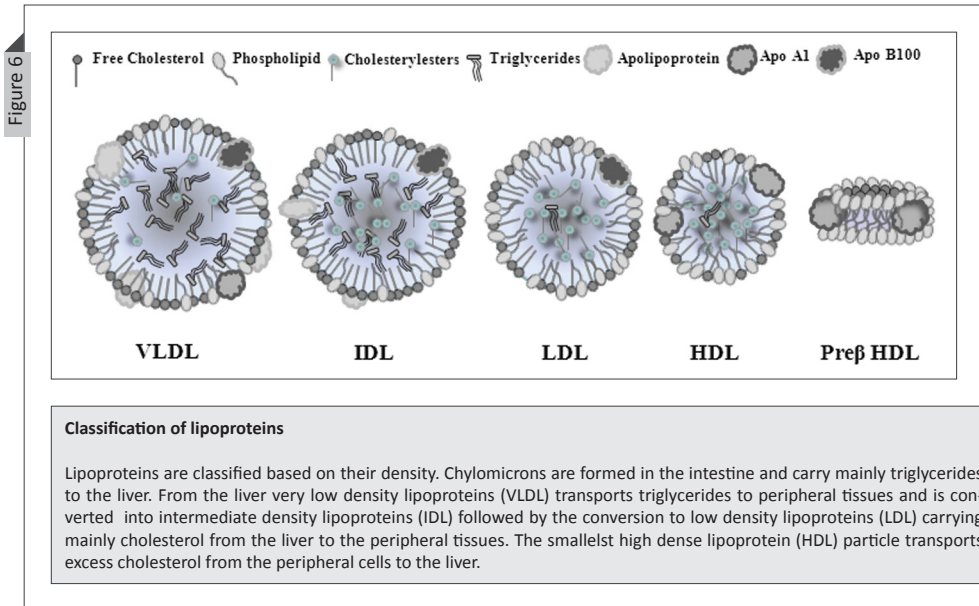 Figure 6
Free Cholesterol Phospholipid Cholesterylesters Triglycerides Apolipoprotein Apo A1 Apo B100
VLDL IDL LDL HDL Preβ HDL
Classification of lipoproteins
Lipoproteins are classified based on their density. Chylomicrons are formed in the intestine and carry mainly triglycerides
to the liver. From the liver very low density lipoproteins (VLDL) transports triglycerides to peripheral tissues and is con-
verted into intermediate density lipoproteins (IDL) followed by the conversion to low density lipoproteins (LDL) carrying
mainly cholesterol from the liver to the peripheral tissues. The smallelst high dense lipoprotein (HDL) particle transports
excess cholesterol from the peripheral cells to the liver.